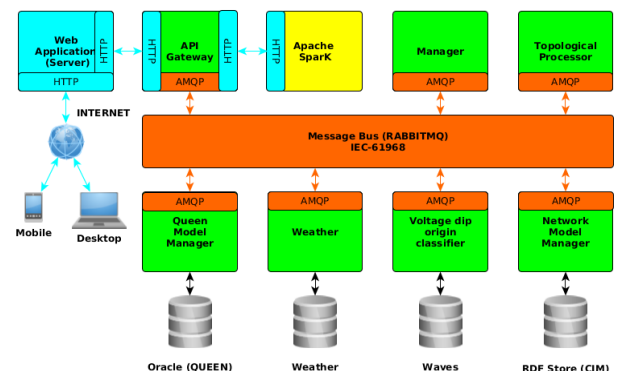 Web
Application
(Server)
HTTP
HTTP
HTTP
API
Gateway
HTTP
AMQP
HTTP
Apache
SparK
Manager
AMQP
Topological
Processor
AMQP
INTERNET
Message Bus (RABBITMQ)
IEC-61968
Mobile
Desktop
AMQP
Queen
Model
Manager
AMQP
Weather
AMQP
Voltage dip
origin
classifier
AMQP
Network
Model
Manager
Oracle (QUEEN)
Weather
Waves
RDF Store (CIM)